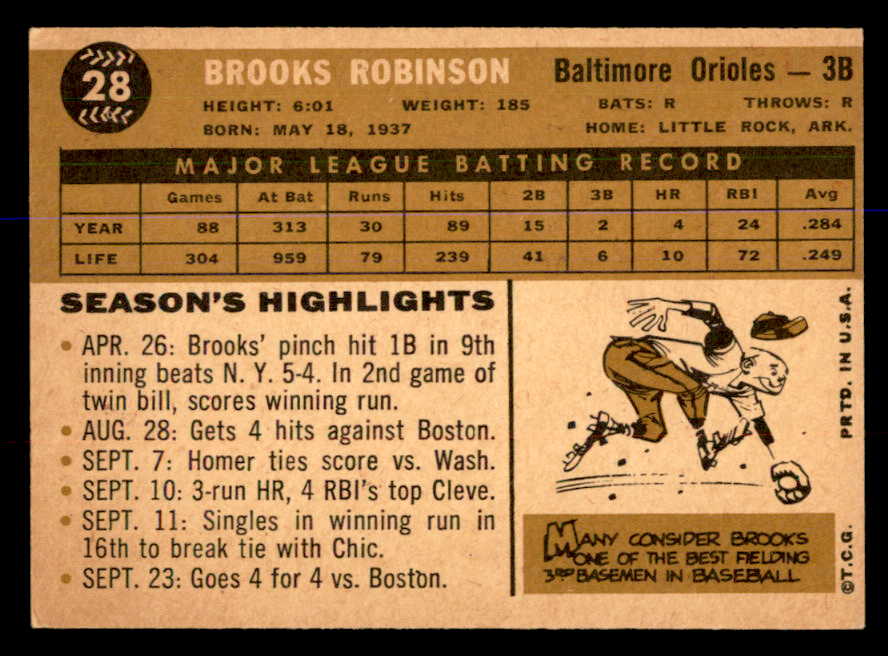 28
BROOKS ROBINSON Baltimore Orioles — 3B
HEIGHT: 6:01 WEIGHT: 185 BATS: R THROWS: R
BORN: MAY 18, 1937 HOME: LITTLE ROCK, ARK.
MAJOR LEAGUE BATTING RECORD
Games At Bat Runs Hits 2B 3B HR RBI Avg
YEAR 88 313 30 89 15 2 4 24 .284
LIFE 304 959 79 239 41 6 10 72 .249
SEASON'S HIGHLIGHTS
• APR. 26: Brooks' pinch hit 1B in 9th
inning beats N. Y. 5-4. In 2nd game of
twin bill, scores winning run.
• AUG. 28: Gets 4 hits against Boston.
• SEPT. 7: Homer ties score vs. Wash.
• SEPT. 10: 3-run HR, 4 RBI's top Cleve.
• SEPT. 11: Singles in winning run in
16th to break tie with Chic.
• SEPT. 23: Goes 4 for 4 vs. Boston.
MANY CONSIDER BROOKS
ONE OF THE BEST FIELDING
3RD BASEMEN IN BASEBALL
©T.C.G. PRTD. IN U.S.A.